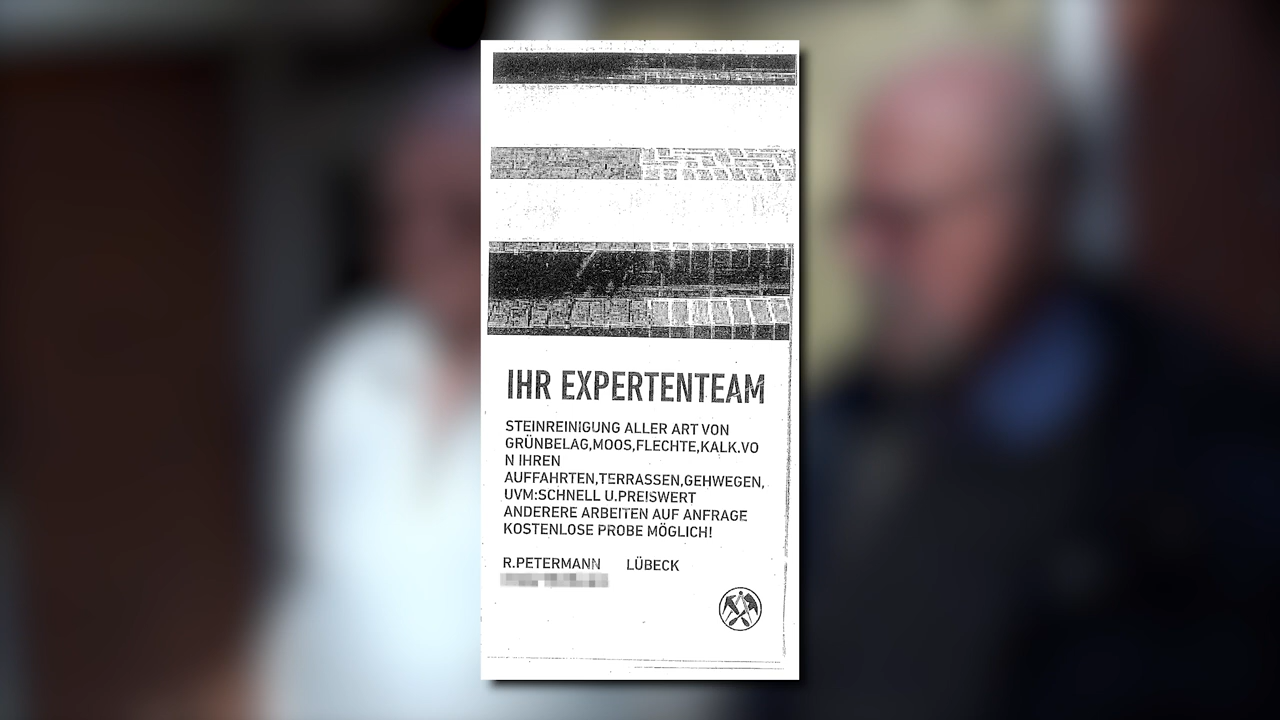 IHR EXPERTENTEAM
STEINREINIGUNG ALLER ART VON
GRÜNBELAG,MOOS,FLECHTE,KALK.VO
N IHREN
AUFFAHRTEN,TERRASSEN,GEHWEGEN,
UVM:SCHNELL U.PREISWERT
ANDERERE ARBEITEN AUF ANFRAGE
KOSTENLOSE PROBE MÖGLICH!
R.PETERMANN LÜBECK